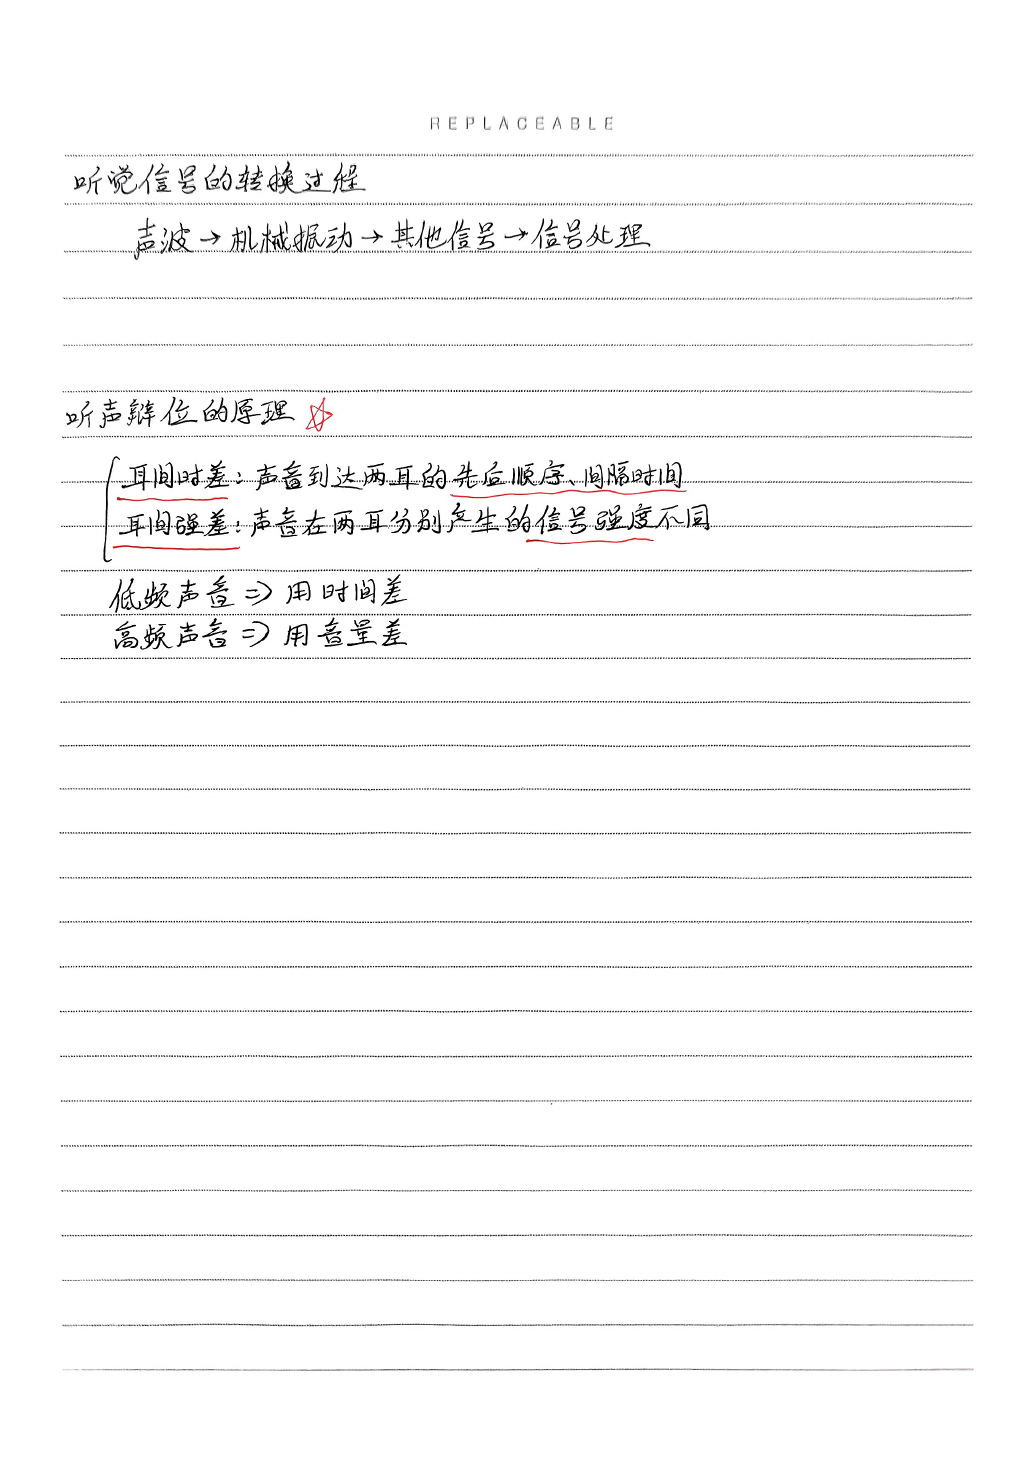 REPLACEABLE
听觉信号的转换过程
声波→机械振动→其他信号→信号处理
听声辩位的原理
耳间时差：声音到达两耳的先后顺序、间隔时间
耳间强差：声音在两耳分别产生的信号强度不同
低频声音⇒用时间差
高频声音⇒用音量差